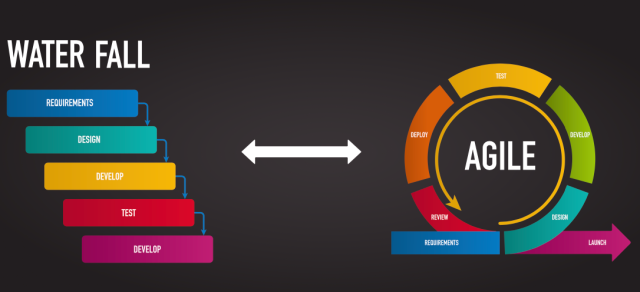 WATER FALL
REQUIREMENTS
DESIGN
DEVELOP
TEST
DEVELOP
TEST
DEPLOY
DEVELOP
AGILE
REVIEW
DESIGN
REQUIREMENTS
LAUNCH